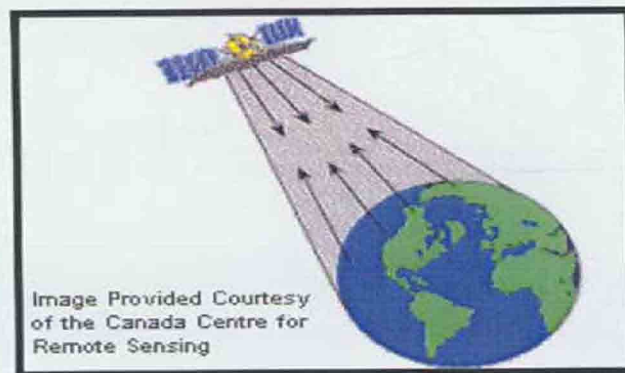 Image Provided Courtesy
of the Canada Centre for
Remote Sensing